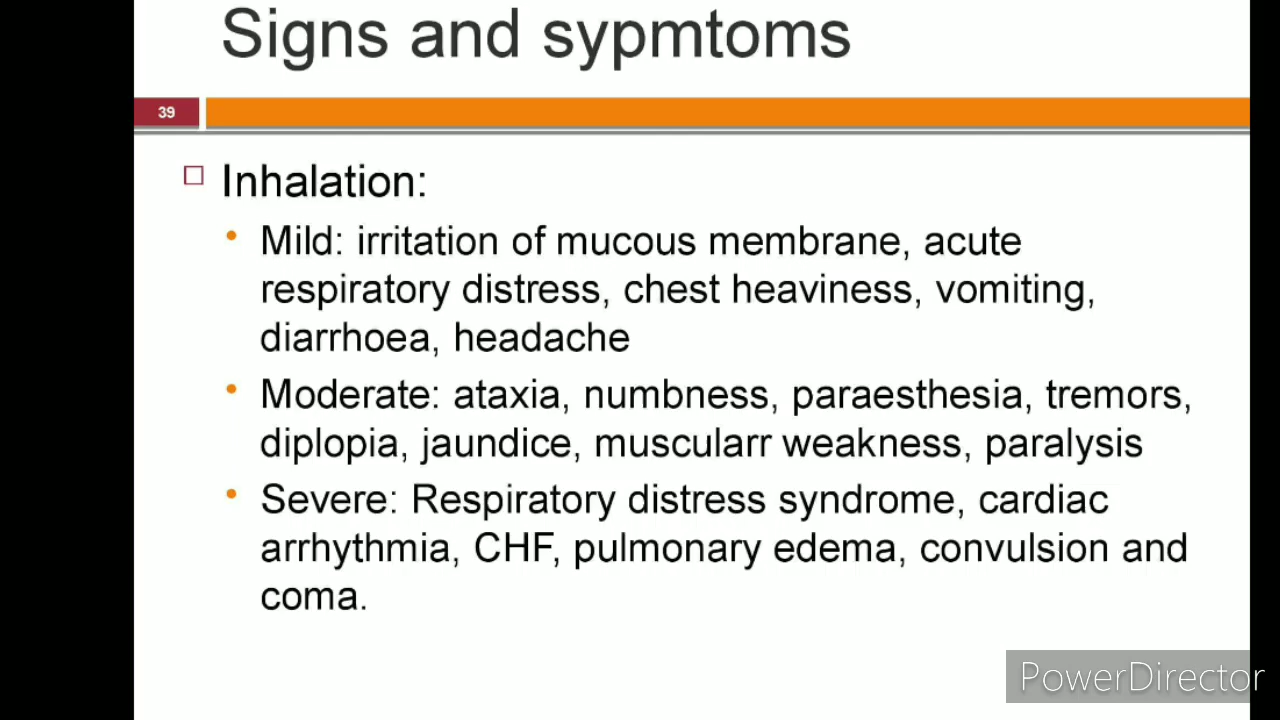 Signs and sypmtoms
39
Inhalation:
Mild: irritation of mucous membrane, acute
respiratory distress, chest heaviness, vomiting,
diarrhoea, headache
Moderate: ataxia, numbness, paraesthesia, tremors,
diplopia, jaundice, muscularr weakness, paralysis
Severe: Respiratory distress syndrome, cardiac
arrhythmia, CHF, pulmonary edema, convulsion and
coma.
PowerDirector